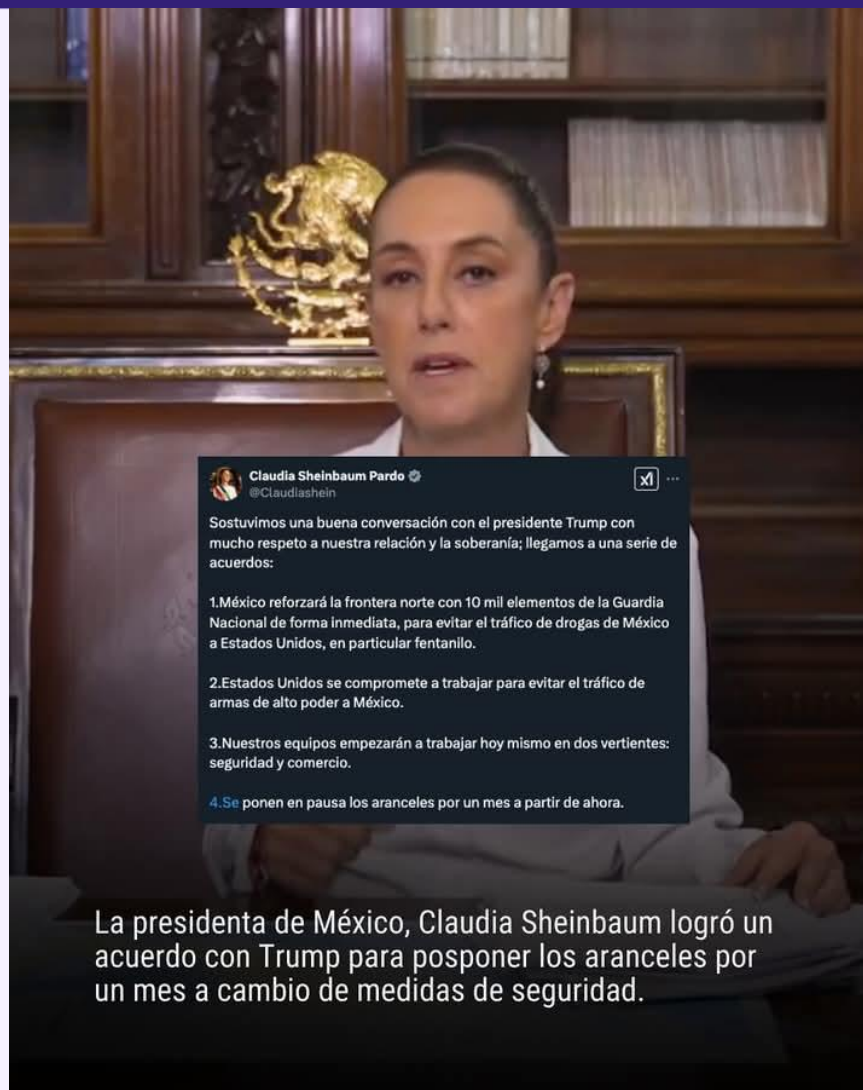 Claudia Sheinbaum Pardo
@Claudiashein
Sostuvimos una buena conversación con el presidente Trump con
mucho respeto a nuestra relación y la soberanía; llegamos a una serie de
acuerdos:
1.México reforzará la frontera norte con 10 mil elementos de la Guardia
Nacional de forma inmediata, para evitar el tráfico de drogas de México
a Estados Unidos, en particular fentanilo.
2.Estados Unidos se compromete a trabajar para evitar el tráfico de
armas de alto poder a México.
3.Nuestros equipos empezarán a trabajar hoy mismo en dos vertientes:
seguridad y comercio.
4.Se ponen en pausa los aranceles por un mes a partir de ahora.
La presidenta de México, Claudia Sheinbaum logró un
acuerdo con Trump para posponer los aranceles por
un mes a cambio de medidas de seguridad.